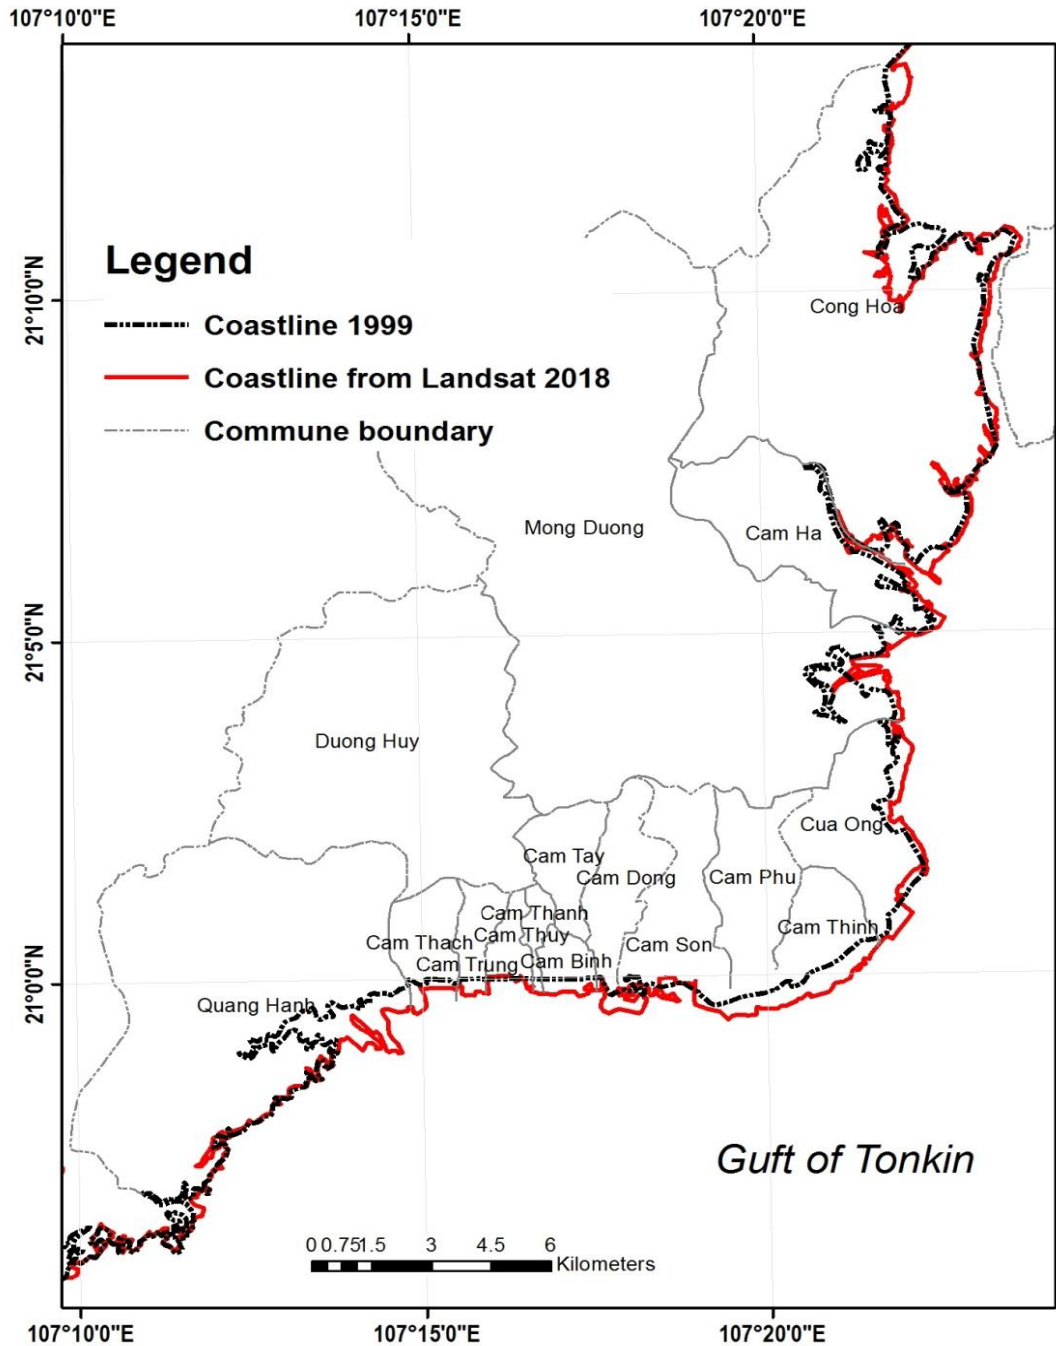 107°10'0"E 107°15'0"E 107°20'0"E
Legend
Coastline 1999
Coastline from Landsat 2018
Commune boundary
21°10'0"N
21°5'0"N
21°0'0"N
Cong Hoa
Mong Duong
Cam Ha
Duong Huy
Cua Ong
Cam Tay
Cam Dong
Cam Phu
Cam Thanh
Cam Thuy
Cam Thinh
Cam Thach
Cam Son
Cam Trung
Cam Binh
Quang Hanh
Guft of Tonkin
0 0.75 1.5 3 4.5 6
Kilometers
107°10'0"E 107°15'0"E 107°20'0"E